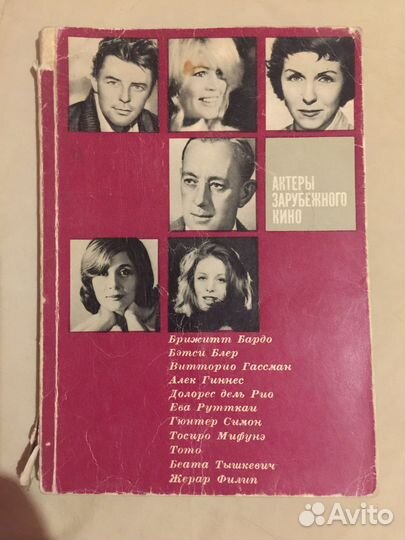 АКТЕРЫ
ЗАРУБЕЖНОГО
КИНО
Брижитт Бардо
Бэтси Блер
Витторио Гассман
Алек Гиннес
Долорес дель Рио
Ева Рутткаи
Гюнтер Симон
Тосиро Мифунэ
Тото
Беата Тышкевич
Жерар Филип
Avito